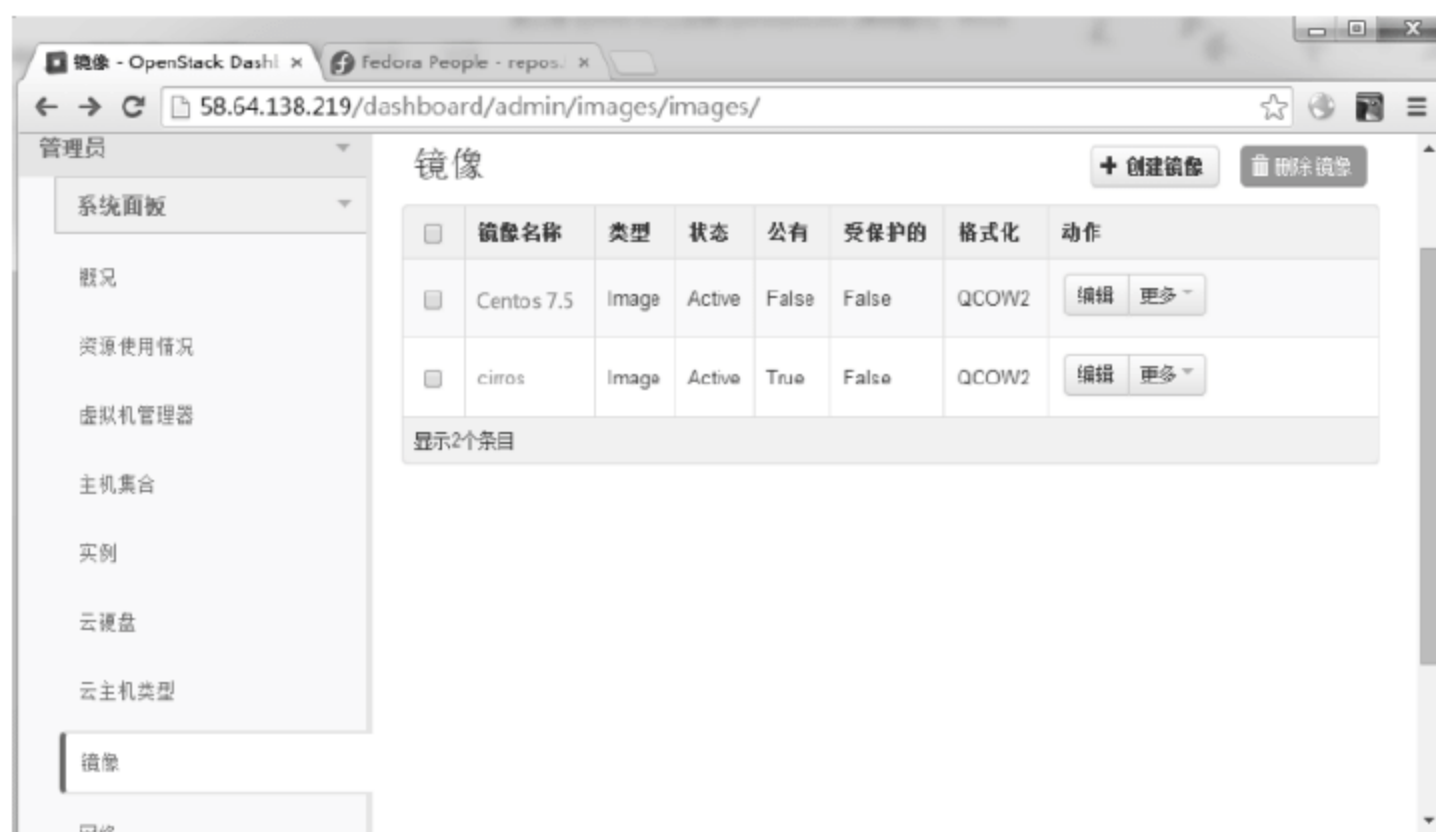 镜像 - OpenStack Dashl
Fedora People - repos.
58.64.138.219/dashboard/admin/images/images/
管理员
系统面板
概况
资源使用情况
虚拟机管理器
主机集合
实例
云硬盘
云主机类型
镜像
镜像
创建镜像 删除镜像
镜像名称 类型 状态 公有 受保护的 格式化 动作
Centos 7.5 Image Active False False QCOW2 编辑 更多
cirros Image Active True False QCOW2 编辑 更多
显示2个条目